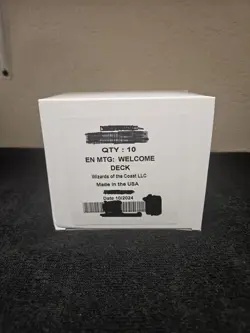 QTY : 10
EN MTG: WELCOME
DECK
Wizards of the Coast LLC
Made in the USA
Date 10/2024